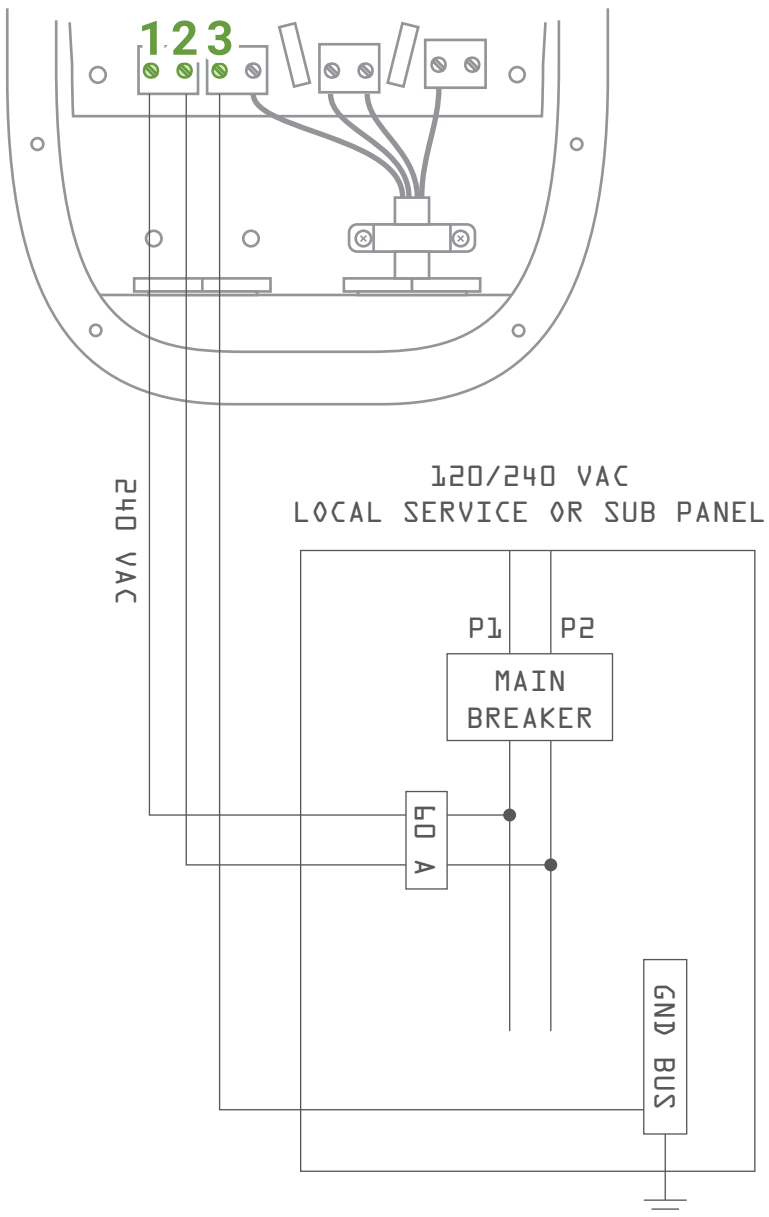 1 2 3
120/240 VAC
LOCAL SERVICE OR SUB PANEL
240 VAC
P1 P2
MAIN
BREAKER
60 A
GND BUS